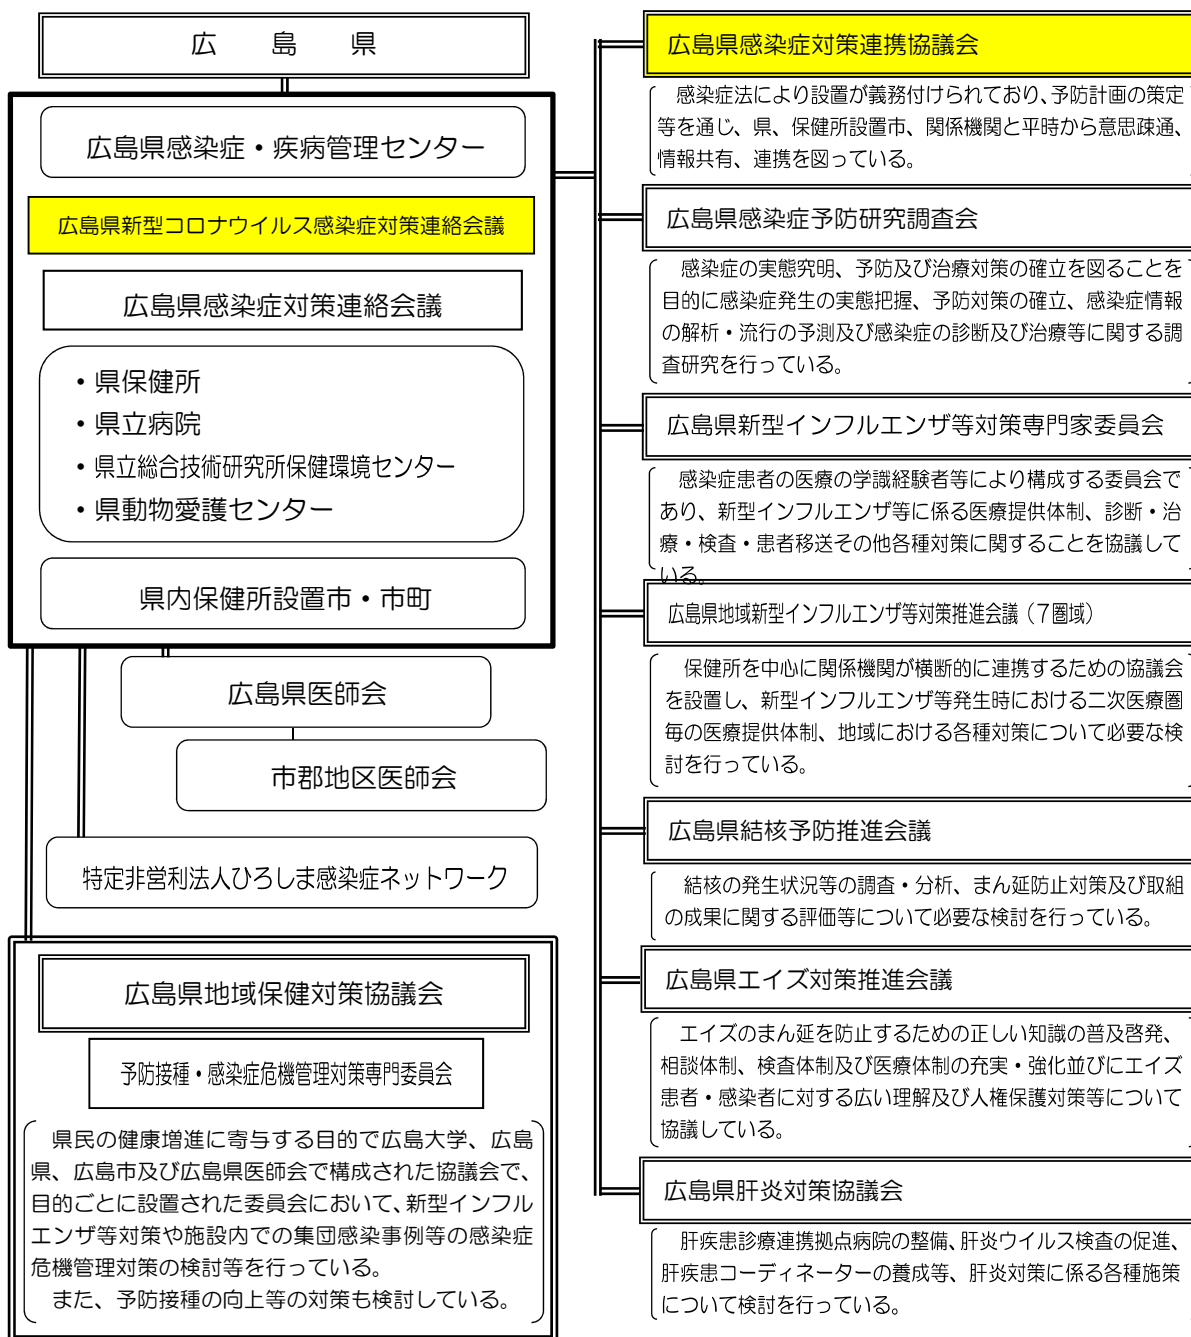 広島県
広島県感染症・疾病管理センター
広島県新型コロナウイルス感染症対策連絡会議
広島県感染症対策連絡会議
・県保健所
・県立病院
・県立総合技術研究所保健環境センター
・県動物愛護センター
県内保健所設置市・市町
広島県医師会
市郡地区医師会
特定非営利法人ひろしま感染症ネットワーク
広島県地域保健対策協議会
予防接種・感染症危機管理対策専門委員会
県民の健康増進に寄与する目的で広島大学、広島
県、広島市及び広島県医師会で構成された協議会で、
目的ごとに設置された委員会において、新型インフル
エンザ等対策や施設内での集団感染事例等の感染症
危機管理対策の検討等を行っている。
また、予防接種の向上等の対策も検討している。
広島県感染症対策連携協議会
感染症法により設置が義務付けられており、予防計画の策定
等を通じ、県、保健所設置市、関係機関と平時から意思疎通、
情報共有、連携を図っている。
広島県感染症予防研究調査会
感染症の実態究明、予防及び治療対策の確立を図ることを
目的に感染症発生の実態把握、予防対策の確立、感染症情報
の解析・流行の予測及び感染症の診断及び治療等に関する調
査研究を行っている。
広島県新型インフルエンザ等対策専門家委員会
感染症患者の医療の学識経験者等により構成する委員会で
あり、新型インフルエンザ等に係る医療提供体制、診断・治
療・検査・患者移送その他各種対策に関することを協議して
いる。
広島県地域新型インフルエンザ等対策推進会議（7圏域）
保健所を中心に関係機関が横断的に連携するための協議会
を設置し、新型インフルエンザ等発生時における二次医療圏
毎の医療提供体制、地域における各種対策について必要な検
討を行っている。
広島県結核予防推進会議
結核の発生状況等の調査・分析、まん延防止対策及び取組
の成果に関する評価等について必要な検討を行っている。
広島県エイズ対策推進会議
エイズのまん延を防止するための正しい知識の普及啓発、
相談体制、検査体制及び医療体制の充実・強化並びにエイズ
患者・感染者に対する広い理解及び人権保護対策等について
協議している。
広島県肝炎対策協議会
肝疾患診療連携拠点病院の整備、肝炎ウイルス検査の促進、
肝疾患コーディネーターの養成等、肝炎対策に係る各種施策
について検討を行っている。